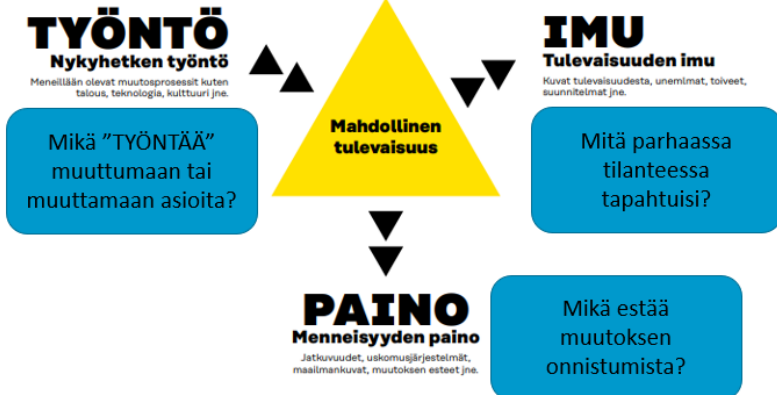 TYÖNTÖ
Nykyhetken työntö
Meneillään olevat muutosprosessit kuten
talous, teknologia, kulttuuri jne.
Mikä ”TYÖNTÄÄ”
muuttumaan tai
muuttamaan asioita?
Mahdollinen
tulevaisuus
IMU
Tulevaisuuden imu
Kuvat tulevaisuudesta, unemlmat, toiveet,
suunnitelmat jne.
Mitä parhaassa
tilanteessa
tapahtuisi?
PAINO
Menneisyyden paino
Jatkuvuudet, uskomusjärjestelmät,
maailmankuvat, muutoksen esteet jne.
Mikä estää
muutoksen
onnistumista?